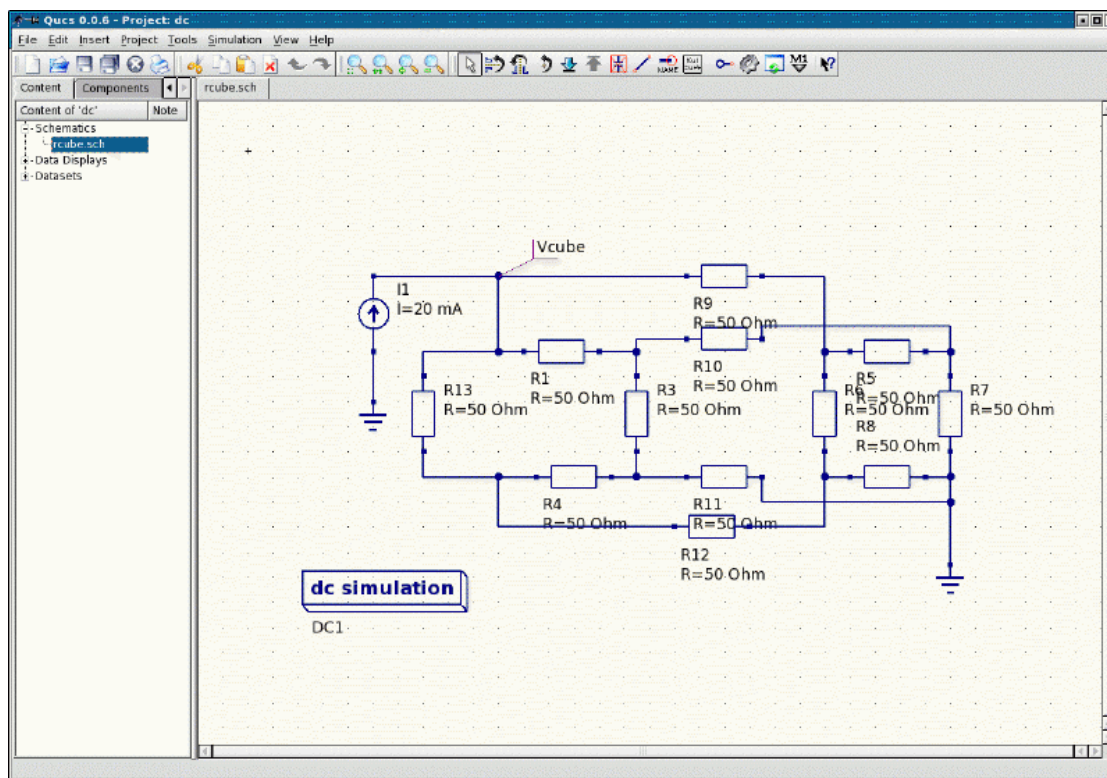 Qucs 0.0.6 - Project: dc
File Edit Insert Project Tools Simulation View Help
NAME
Content Components
rcube.sch
Content of 'dc' Note
Schematics
rcube.sch
Data Displays
Datasets
Vcube
I1
I=20 mA
R9
R=50 Ohm
R10
R=50 Ohm
R13
R=50 Ohm
R1
R=50 Ohm
R3
R=50 Ohm
R5
R=50 Ohm
R6
R=50 Ohm
R7
R=50 Ohm
R8
R=50 Ohm
R4
R=50 Ohm
R11
R=50 Ohm
R12
R=50 Ohm
dc simulation
DC1